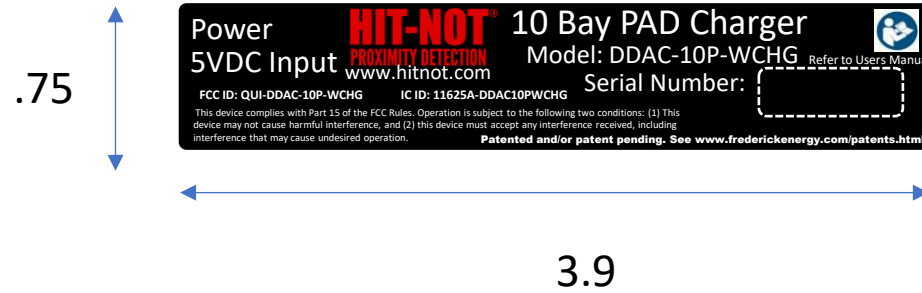 .75
Power
5VDC Input
HIT-NOT®
PROXIMITY DETECTION
www.hitnot.com
10 Bay PAD Charger
Model: DDAC-10P-WCHG
Refer to Users Manua
Serial Number:
FCC ID: QUI-DDAC-10P-WCHG IC ID: 11625A-DDAC10PWCHG
This device complies with Part 15 of the FCC Rules. Operation is subject to the following two conditions: (1) This
device may not cause harmful interference, and (2) this device must accept any interference received, including
interference that may cause undesired operation.
Patented and/or patent pending. See www.frederickenergy.com/patents.htm
3.9